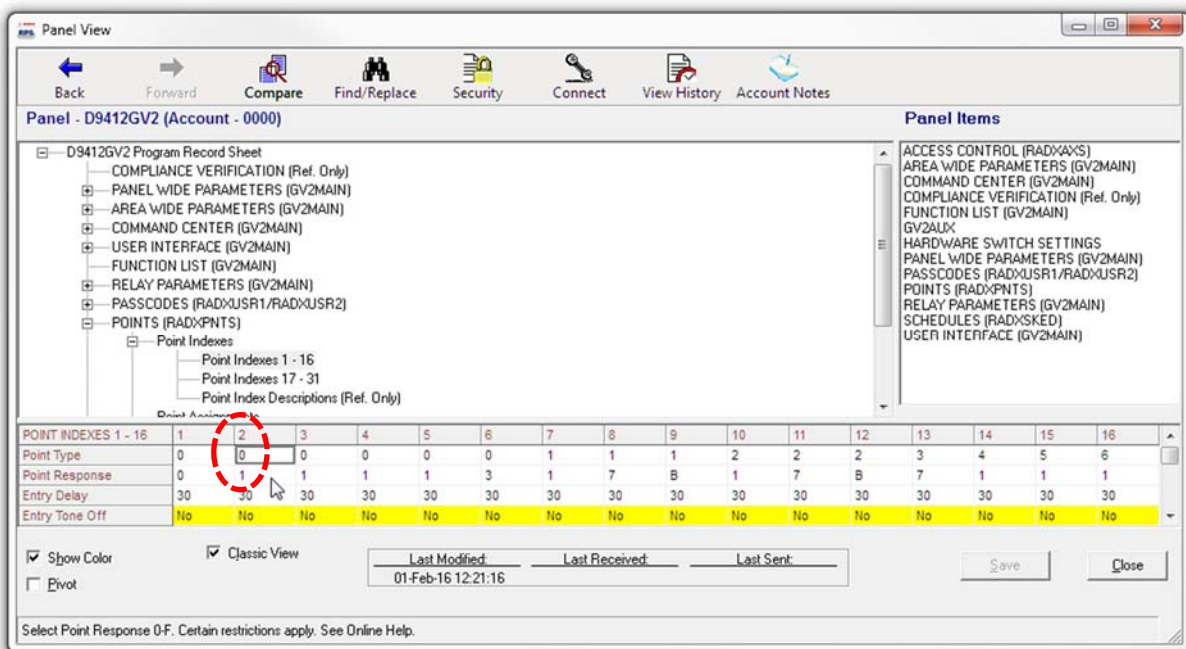 Panel View
Back Forward Compare Find/Replace Security Connect View History Account Notes
Panel - D9412GV2 (Account - 0000)
D9412GV2 Program Record Sheet
COMPLIANCE VERIFICATION (Ref. Only)
PANEL WIDE PARAMETERS (GV2MAIN)
AREA WIDE PARAMETERS (GV2MAIN)
COMMAND CENTER (GV2MAIN)
USER INTERFACE (GV2MAIN)
FUNCTION LIST (GV2MAIN)
RELAY PARAMETERS (GV2MAIN)
PASSCODES (RADXUSR1/RADXUSR2)
POINTS (RADXPNTS)
Point Indexes
Point Indexes 1 - 16
Point Indexes 17 - 31
Point Index Descriptions (Ref. Only)
Panel Items
ACCESS CONTROL (RADXAXS)
AREA WIDE PARAMETERS (GV2MAIN)
COMMAND CENTER (GV2MAIN)
COMPLIANCE VERIFICATION (Ref. Only)
FUNCTION LIST (GV2MAIN)
GV2AUX
HARDWARE SWITCH SETTINGS
PANEL WIDE PARAMETERS (GV2MAIN)
PASSCODES (RADXUSR1/RADXUSR2)
POINTS (RADXPNTS)
RELAY PARAMETERS (GV2MAIN)
SCHEDULES (RADXSKED)
USER INTERFACE (GV2MAIN)
POINT INDEXES 1 - 16 1 2 3 4 5 6 7 8 9 10 11 12 13 14 15 16
Point Type 0 0 0 0 0 0 1 1 1 2 2 2 3 4 5 6
Point Response 0 1 1 1 1 3 1 7 B 1 7 B 7 1 1 1
Entry Delay 30 30 30 30 30 30 30 30 30 30 30 30 30 30 30 30
Entry Tone Off No No No No No No No No No No No No No No No No
Show Color Classic View
Pivot
Last Modified: Last Received: Last Sent:
01-Feb-16 12:21:16
Save Close
Select Point Response 0-F. Certain restrictions apply. See Online Help.